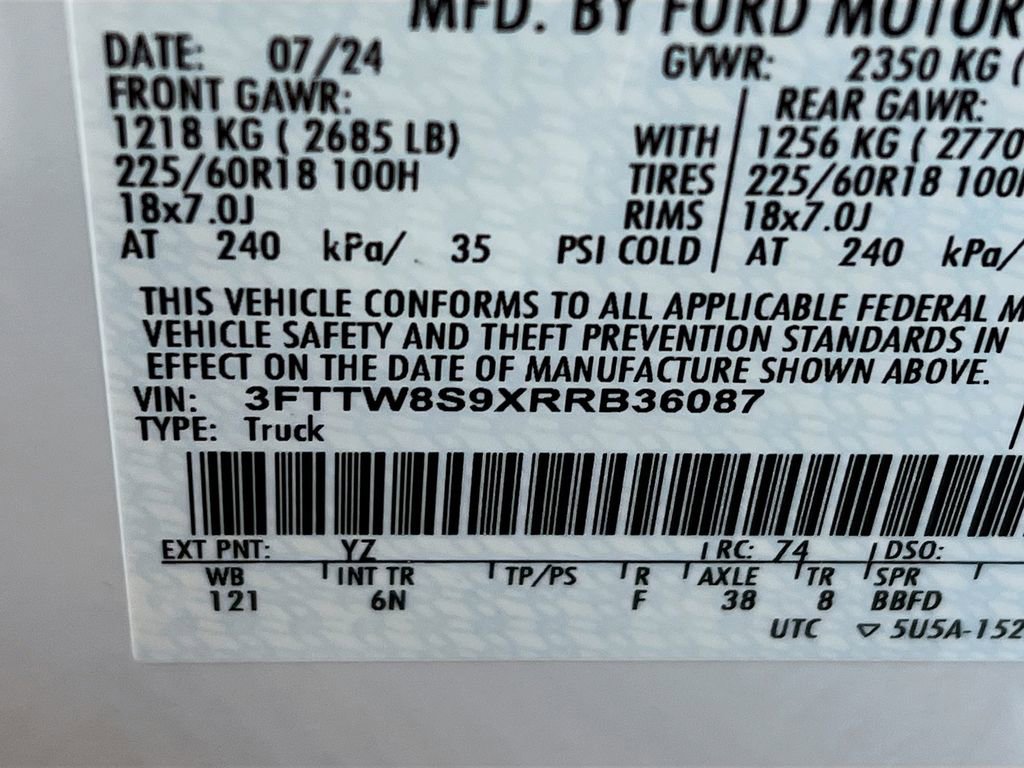 MFD. BY FORD MOTOR
DATE: 07/24 GVWR: 2350 KG (
FRONT GAWR: REAR GAWR:
1218 KG ( 2685 LB) WITH 1256 KG ( 2770
225/60R18 100H TIRES 225/60R18 100H
18x7.0J RIMS 18x7.0J
AT 240 kPa/ 35 PSI COLD AT 240 kPa/
THIS VEHICLE CONFORMS TO ALL APPLICABLE FEDERAL M
VEHICLE SAFETY AND THEFT PREVENTION STANDARDS IN
EFFECT ON THE DATE OF MANUFACTURE SHOWN ABOVE.
VIN: 3FTTW8S9XRRB36087
TYPE: Truck
EXT PNT: YZ RC: 74 DSO:
WB INT TR TP/PS R AXLE TR SPR
121 6N F 38 8 BBFD
UTC ▽ 5U5A-152